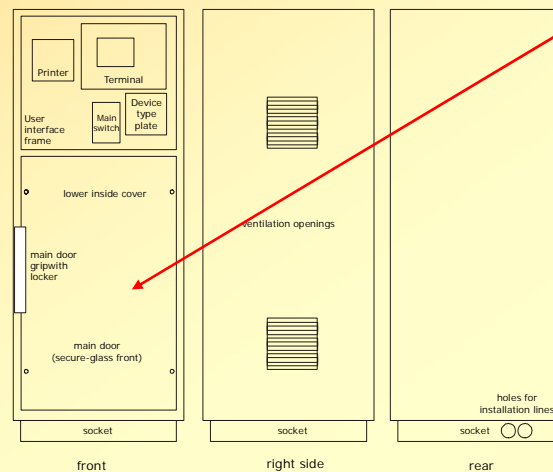 Printer
Terminal
User
interface
frame
Main
switch
Device
type
plate
lower inside cover
main door
gripwith
locker
main door
(secure-glass front)
socket
front
ventilation openings
socket
right side
holes for
installation lines
socket
rear